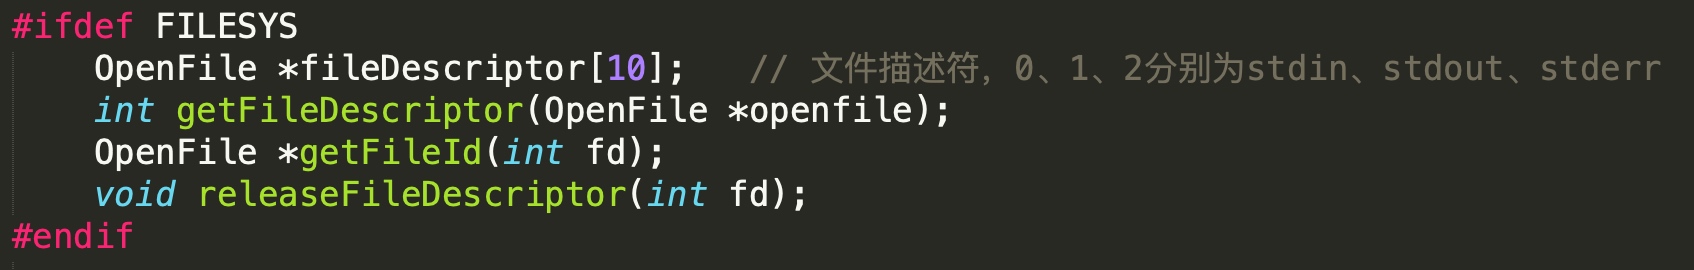 #ifdef FILESYS
    OpenFile *fileDescriptor[10];   // 文件描述符，0、1、2分别为stdin、stdout、stderr
    int getFileDescriptor(OpenFile *openfile);
    OpenFile *getFileId(int fd);
    void releaseFileDescriptor(int fd);
#endif